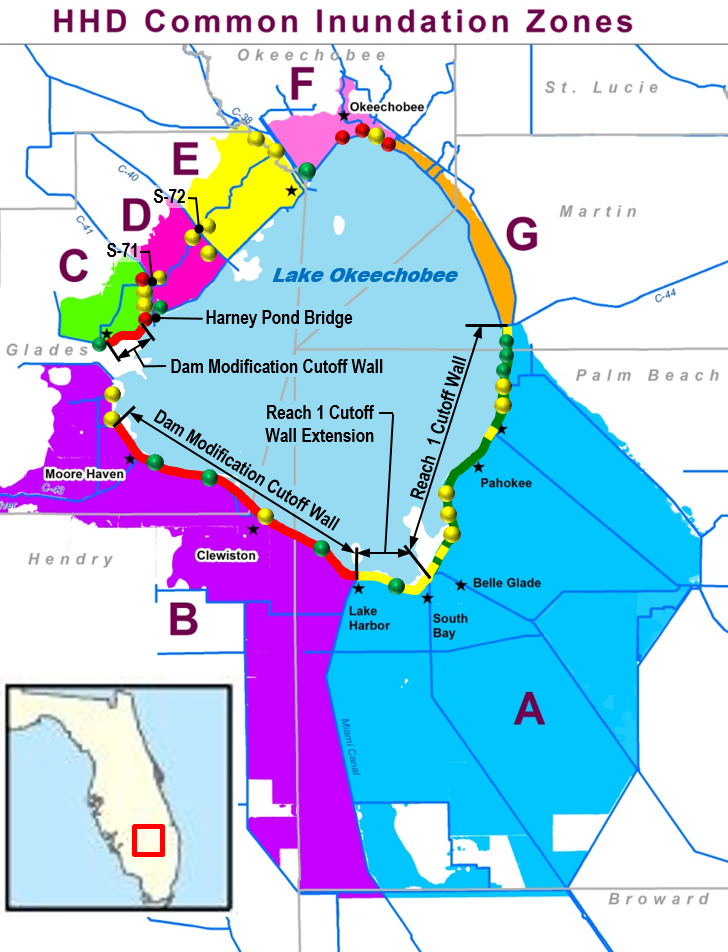 HHD Common Inundation Zones
Okeechobee
St. Lucie
F
Okeechobee
C-38
E
C-40
S-72
D
Martin
C-41
S-71
G
C
Lake Okeechobee
C-44
Harney Pond Bridge
Glades
Dam Modification Cutoff Wall
Palm Beach
Reach 1 Cutoff
Wall Extension
Reach 1 Cutoff Wall
Dam Modification Cutoff Wall
Moore Haven
Pahokee
C-43
Hendry
Clewiston
Belle Glade
Lake
Harbor
South
Bay
B
A
Miami Canal
Broward